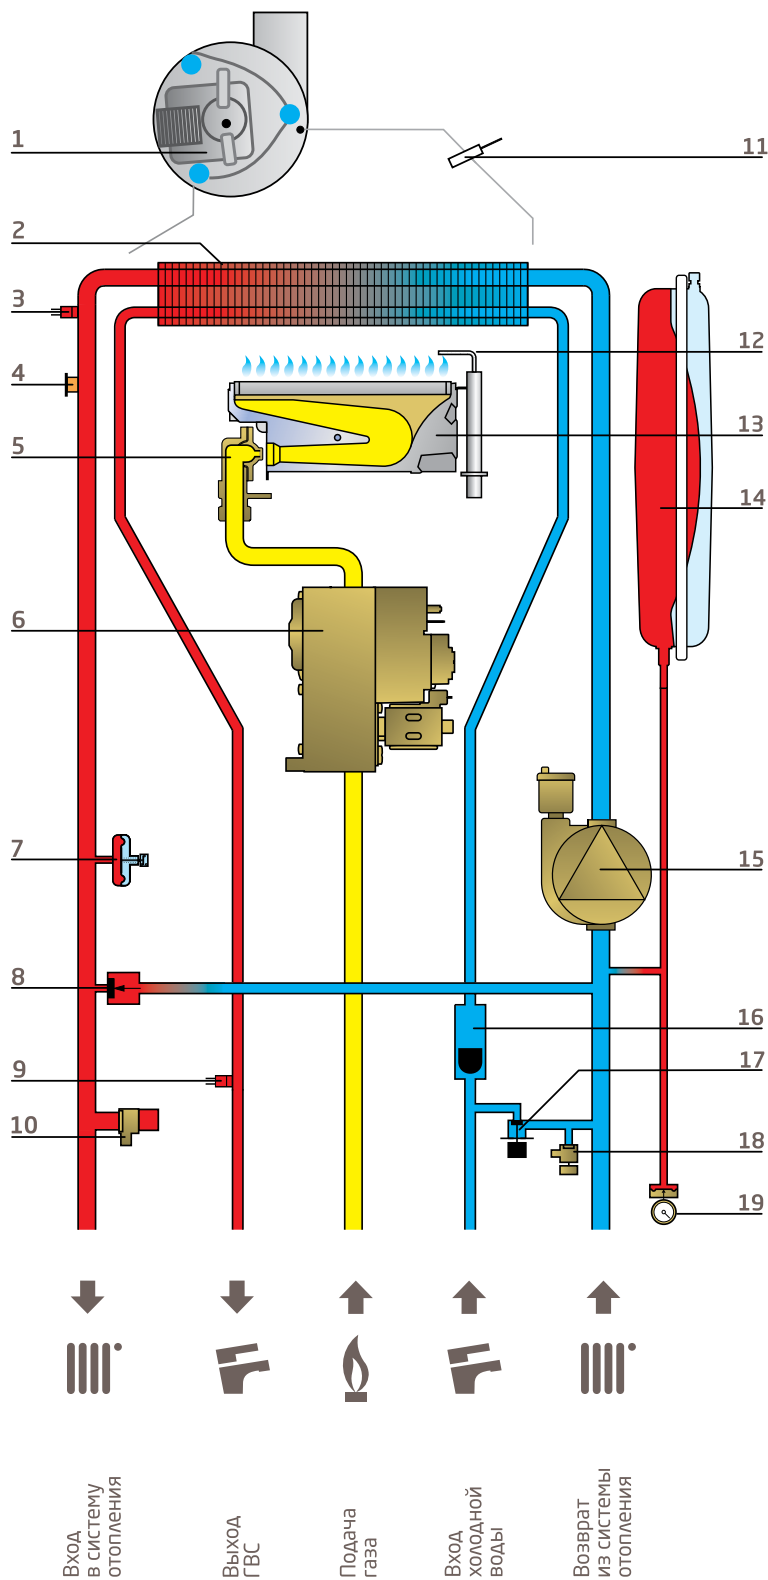 1
11
2
3
12
4
13
5
14
6
7
15
8
16
9
17
10
18
19
Вход
в систему
отопления
Выход
ГВС
Подача
газа
Вход
холодной
воды
Возврат
из системы
отопления